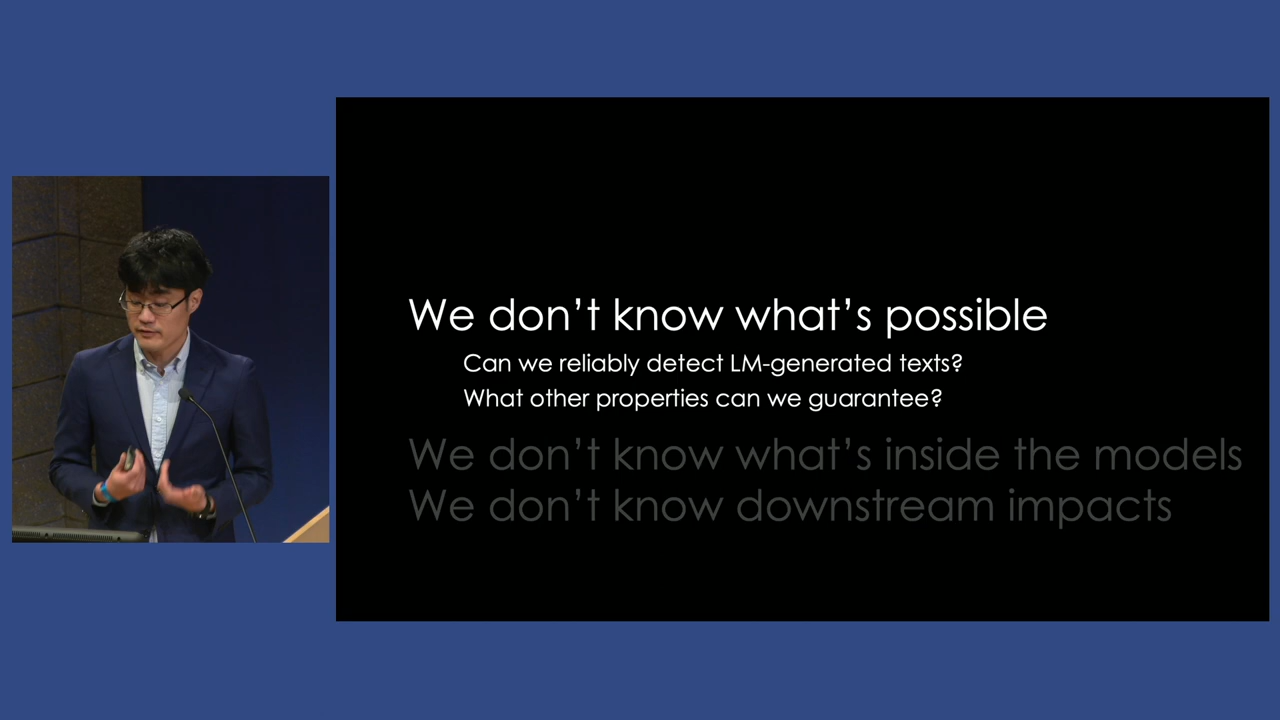 We don’t know what’s possible
Can we reliably detect LM-generated texts?
What other properties can we guarantee?
We don’t know what’s inside the models
We don’t know downstream impacts